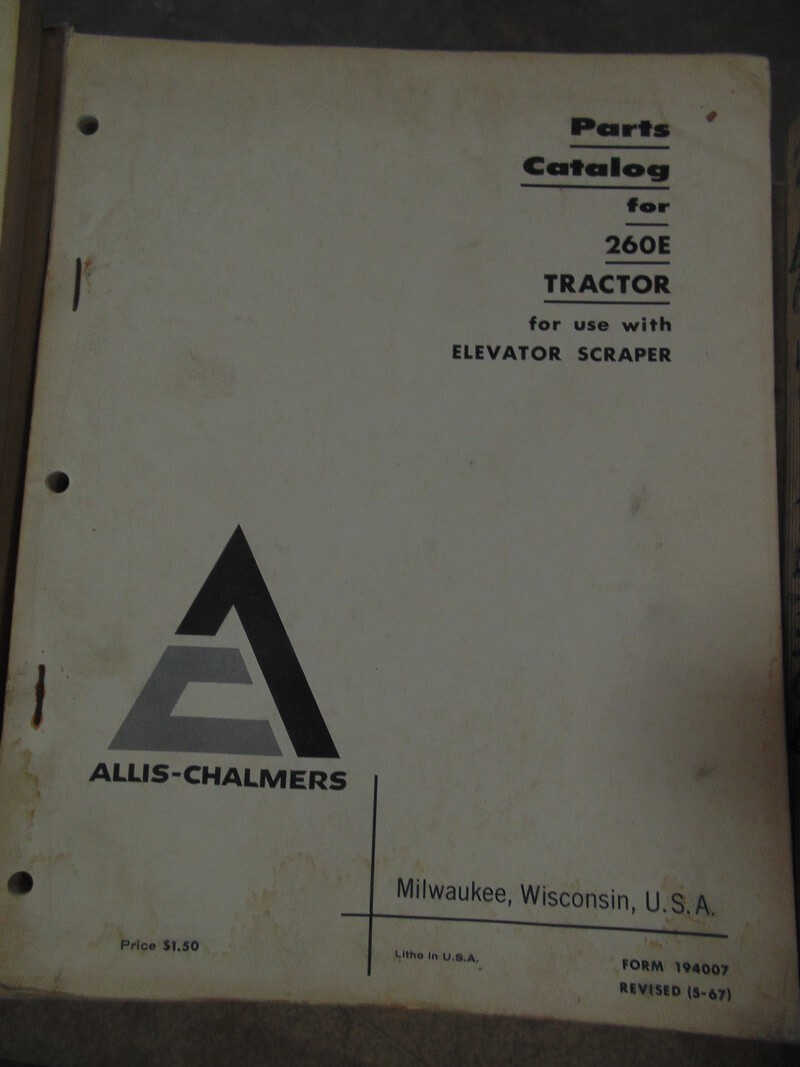 Parts
Catalog
for
260E
TRACTOR
for use with
ELEVATOR SCRAPER
ALLIS-CHALMERS
Milwaukee, Wisconsin, U.S.A.
Price $1.50
Litho in U.S.A.
FORM 194007
REVISED (5-67)